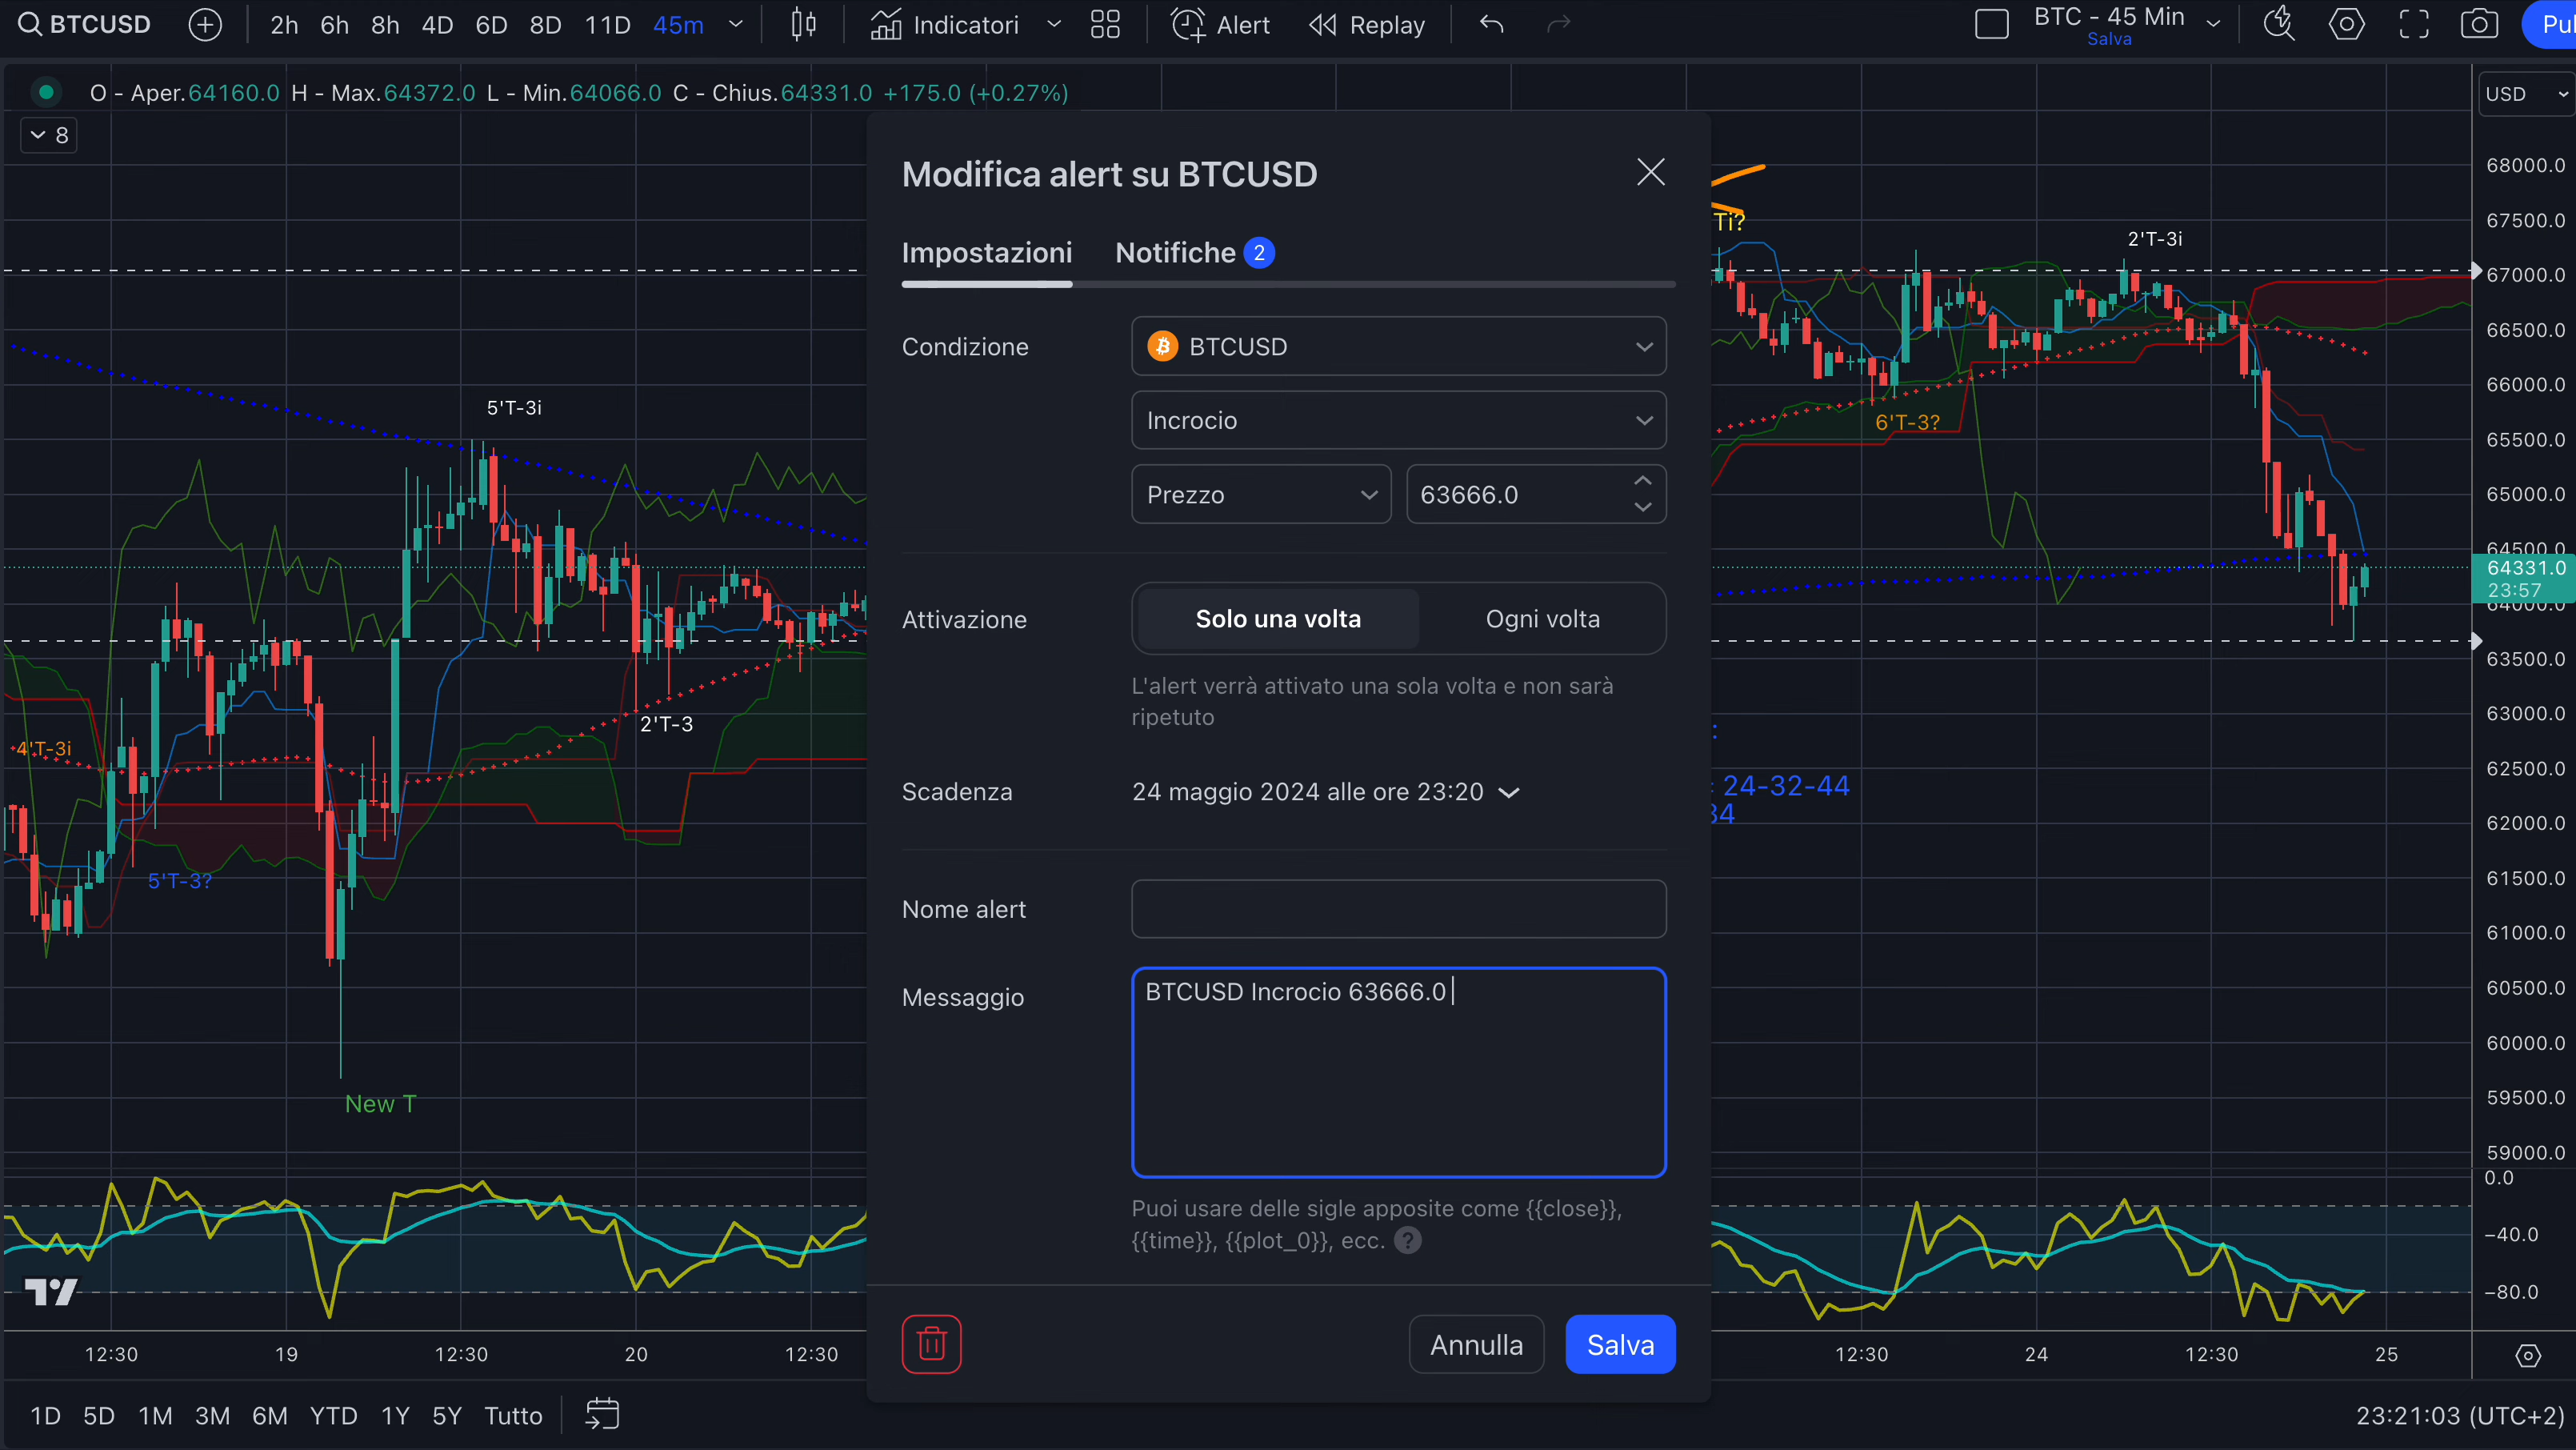 BTCUSD 2h 6h 8h 4D 6D 8D 11D 45m Indicatori Alert Replay BTC - 45 Min
Salva
O - Aper.64160.0 H - Max.64372.0 L - Min.64066.0 C - Chius.64331.0 +175.0 (+0.27%)
USD
8
Modifica alert su BTCUSD
Impostazioni Notifiche 2
Condizione BTCUSD
Incrocio
Prezzo 63666.0
Attivazione Solo una volta Ogni volta
L'alert verrà attivato una sola volta e non sarà
ripetuto
Scadenza 24 maggio 2024 alle ore 23:20
Nome alert
Messaggio BTCUSD Incrocio 63666.0
Puoi usare delle sigle apposite come {{close}},
{{time}}, {{plot_0}}, ecc. ?
Annulla Salva
5'T-3i
2'T-3
4'T-3i
5'T-3?
New T
Ti?
2'T-3i
6'T-3?
24-32-44
68000.0
67500.0
67000.0
66500.0
66000.0
65500.0
65000.0
64500.0
64331.0
23:57
64000.0
63500.0
63000.0
62500.0
62000.0
61500.0
61000.0
60500.0
60000.0
59500.0
59000.0
0.0
−40.0
−80.0
12:30 19 12:30 20 12:30 12:30 24 12:30 25
1D 5D 1M 3M 6M YTD 1Y 5Y Tutto 23:21:03 (UTC+2)